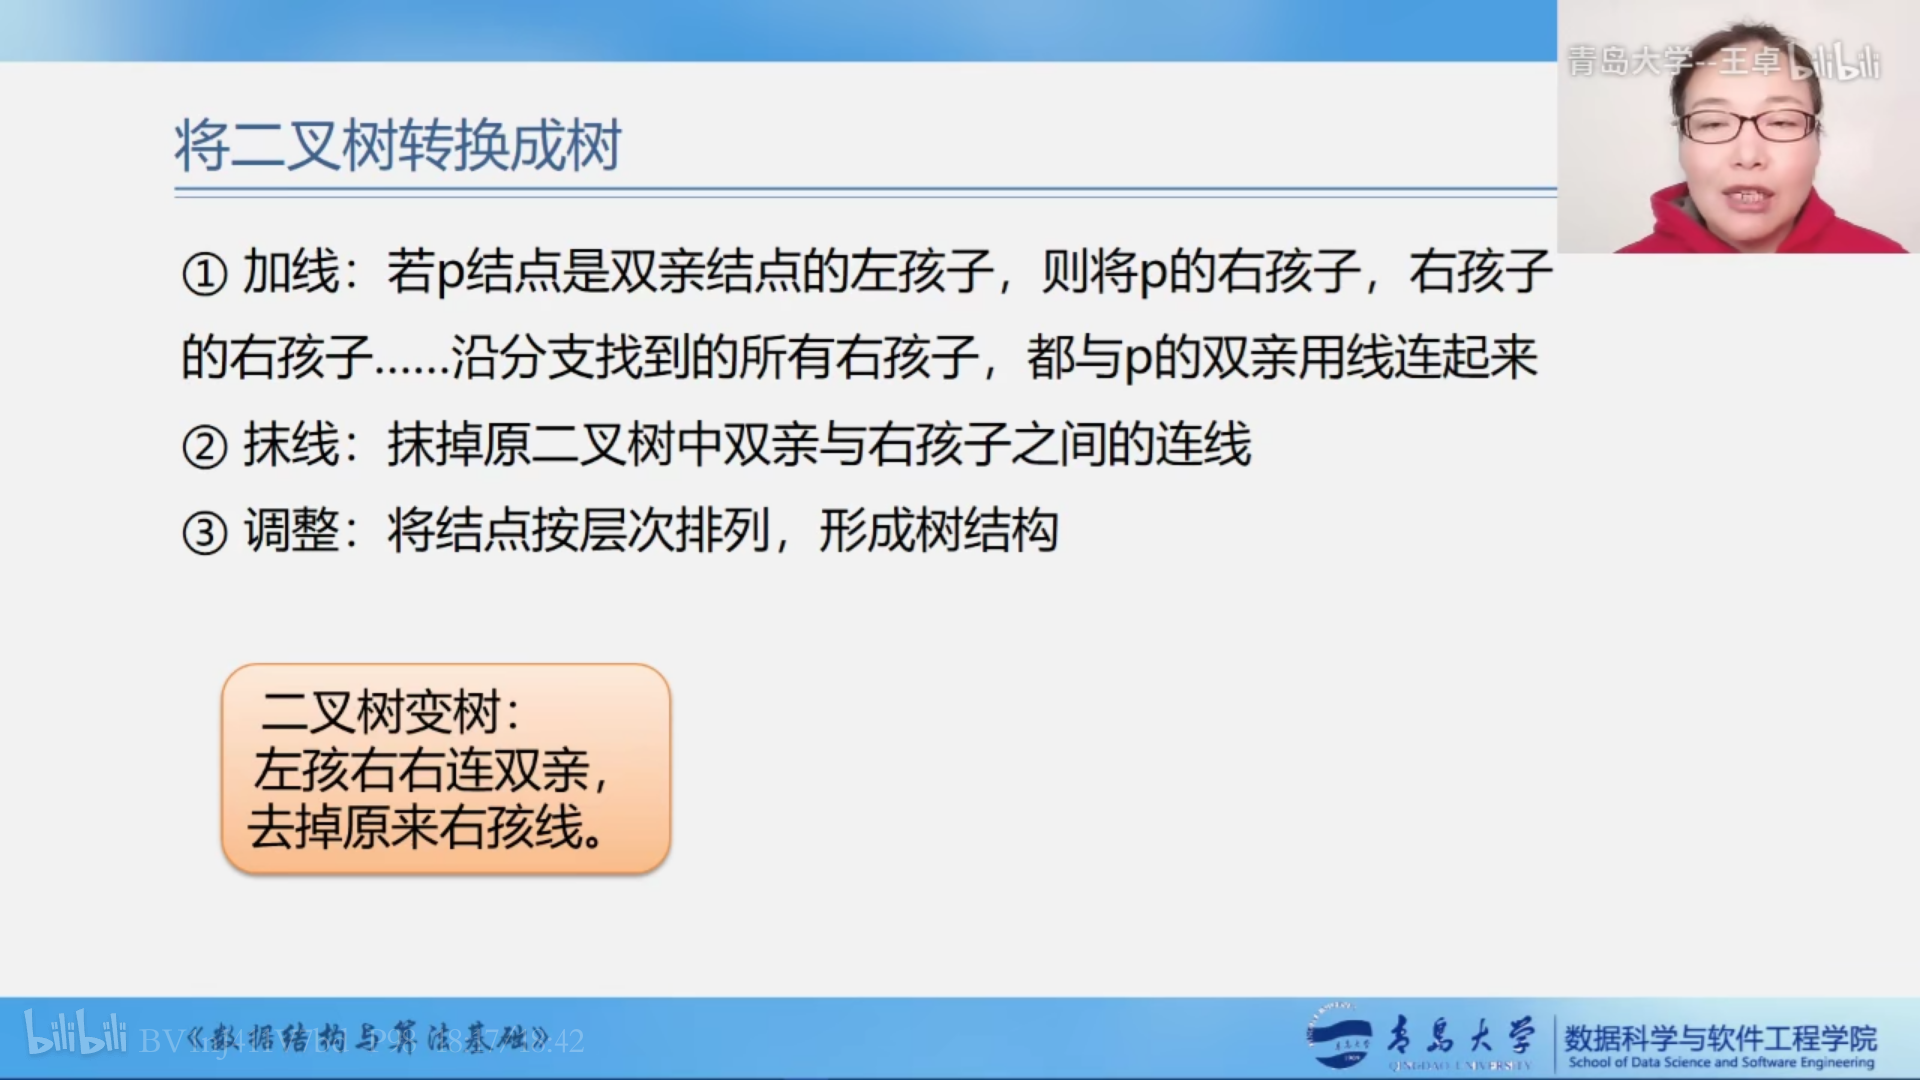 青岛大学--王卓 bilibili
将二叉树转换成树
① 加线：若p结点是双亲结点的左孩子，则将p的右孩子，右孩子
的右孩子……沿分支找到的所有右孩子，都与p的双亲用线连起来
② 抹线：抹掉原二叉树中双亲与右孩子之间的连线
③ 调整：将结点按层次排列，形成树结构
二叉树变树：
左孩右右连双亲，
去掉原来右孩线。
bilibili
《数据结构与算法基础》
青岛大学
QINGDAO UNIVERSITY
数据科学与软件工程学院
School of Data Science and Software Engineering